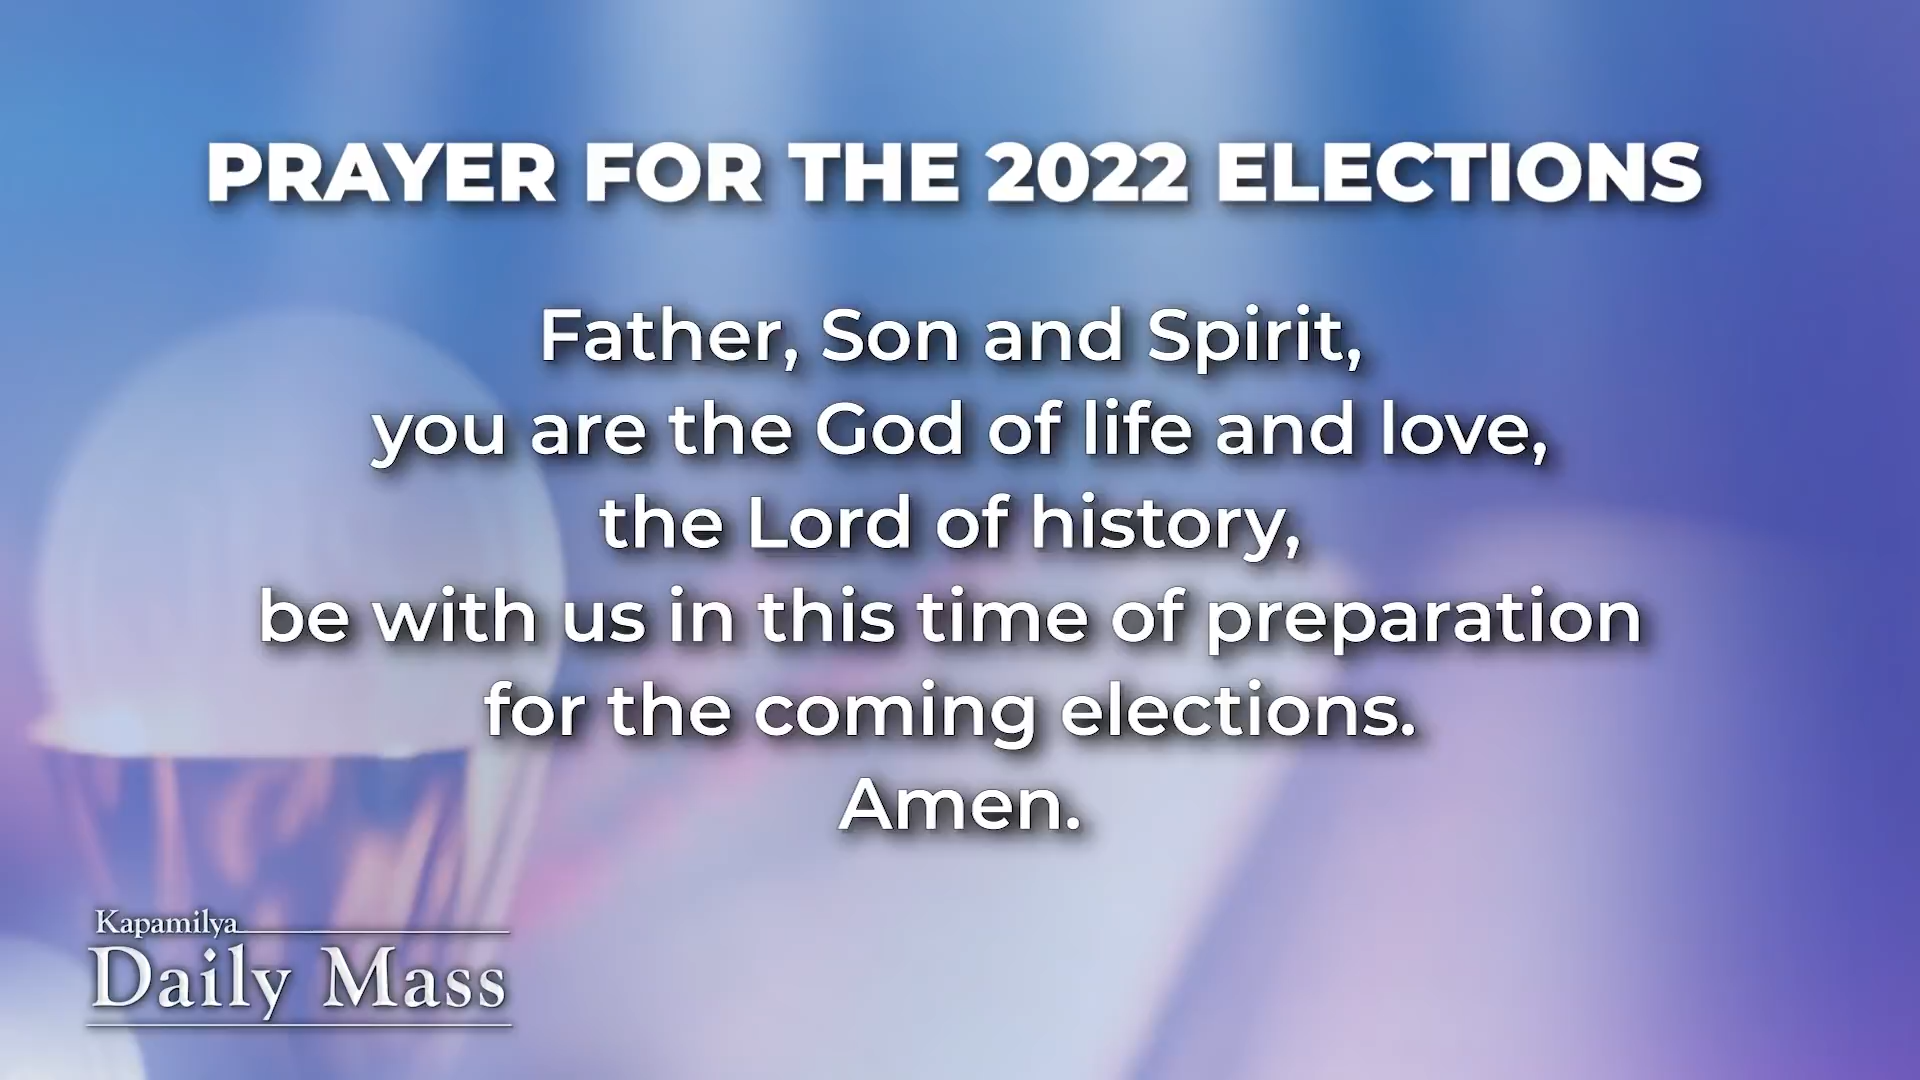 PRAYER FOR THE 2022 ELECTIONS
Father, Son and Spirit,
you are the God of life and love,
the Lord of history,
be with us in this time of preparation
for the coming elections.
Amen.
Kapamilya
Daily Mass